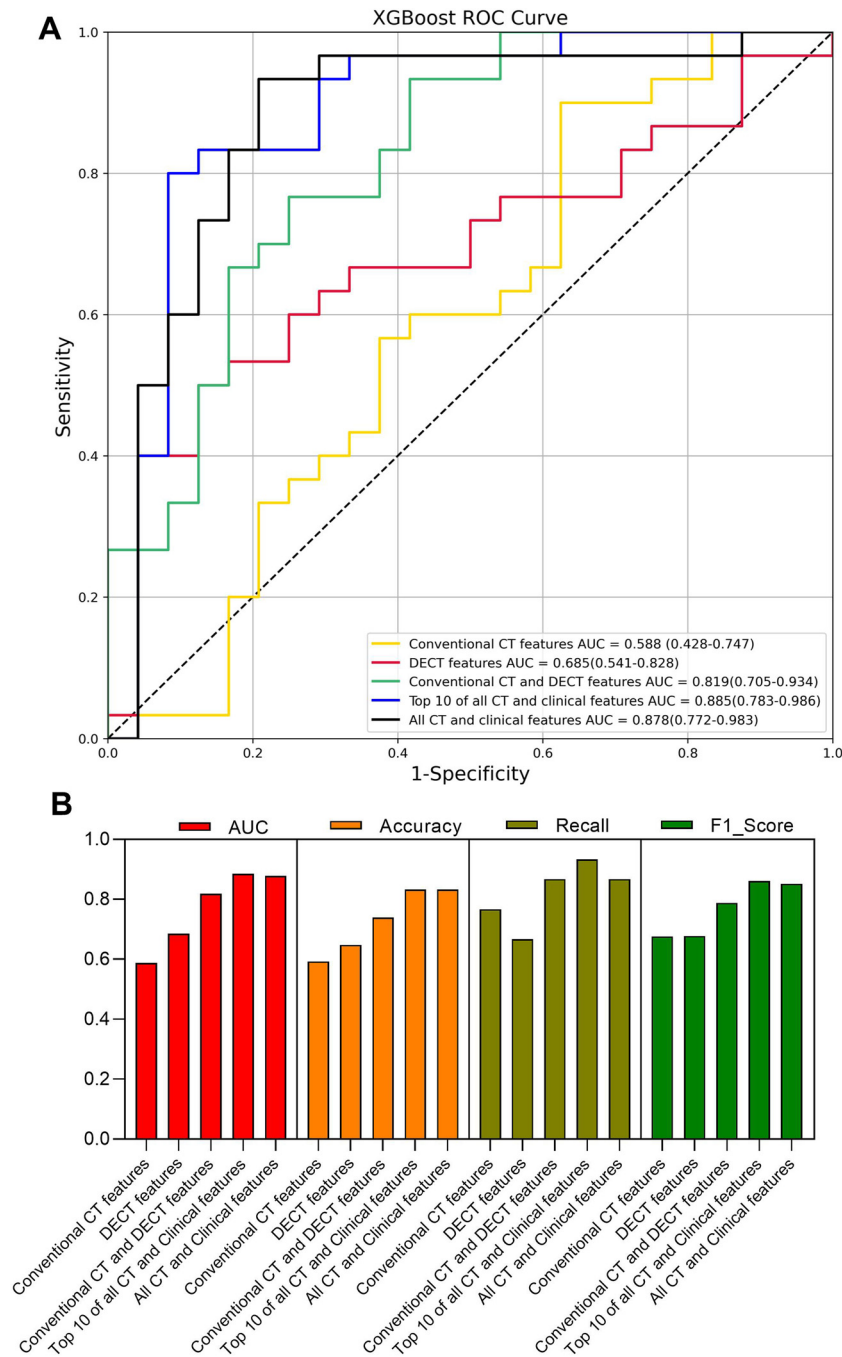 A
XGBoost ROC Curve
1.0
0.8
0.6
0.4
0.2
0.0
Sensitivity
0.0
0.2
0.4
0.6
0.8
1.0
1-Specificity
Conventional CT features AUC = 0.588 (0.428-0.747)
DECT features AUC = 0.685(0.541-0.828)
Conventional CT and DECT features AUC = 0.819(0.705-0.934)
Top 10 of all CT and clinical features AUC = 0.885(0.783-0.986)
All CT and clinical features AUC = 0.878(0.772-0.983)
B
AUC
Accuracy
Recall
F1_Score
1.0
0.8
0.6
0.4
0.2
0.0
Conventional CT features
DECT features
Conventional CT and DECT features
Top 10 of all CT and Clinical features
All CT and Clinical features
Conventional CT features
DECT features
Conventional CT and DECT features
Top 10 of all CT and Clinical features
All CT and Clinical features
Conventional CT features
DECT features
Conventional CT and DECT features
Top 10 of all CT and Clinical features
All CT and Clinical features
Conventional CT features
DECT features
Conventional CT and DECT features
Top 10 of all CT and Clinical features
All CT and Clinical features